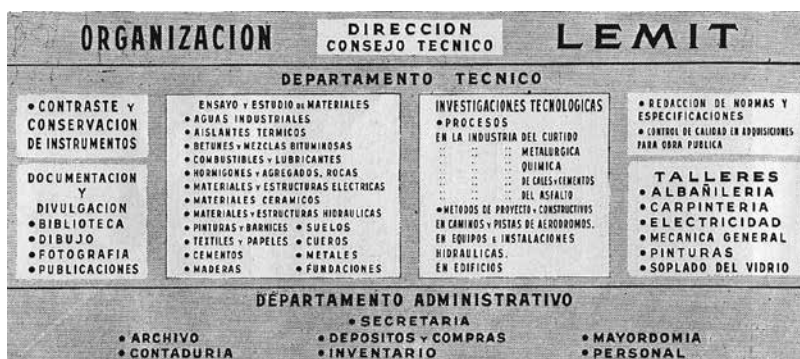 ORGANIZACION
DIRECCION
CONSEJO TECNICO
LEMIT
DEPARTAMENTO TECNICO
• CONTRASTE Y
CONSERVACION
DE INSTRUMENTOS
DOCUMENTACION
Y
DIVULGACION
• BIBLIOTECA
• DIBUJO
• FOTOGRAFIA
• PUBLICACIONES
ENSAYO Y ESTUDIO DE MATERIALES
• AGUAS INDUSTRIALES
• AISLANTES TERMICOS
• BETUNES Y MEZCLAS BITUMINOSAS
• COMBUSTIBLES Y LUBRICANTES
• HORMIGONES Y AGREGADOS, ROCAS
• MATERIALES Y ESTRUCTURAS ELECTRICAS
• MATERIALES CERAMICOS
• MATERIALES Y ESTRUCTURAS HIDRAULICAS
• PINTURAS Y BARNICES • SUELOS
• TEXTILES Y PAPELES • CUEROS
• CEMENTOS • METALES
• MADERAS • FUNDACIONES
INVESTIGACIONES TECNOLOGICAS
• PROCESOS
EN LA INDUSTRIA DEL CURTIDO
" " " METALURGICA
" " " QUIMICA
" " " DE CALES Y CEMENTOS
" " " DEL ASFALTO
• METODOS DE PROYECTO Y CONSTRUCTIVOS
EN CAMINOS Y PISTAS DE AERODROMOS.
EN EQUIPOS E INSTALACIONES
HIDRAULICAS.
EN EDIFICIOS
• REDACCION DE NORMAS Y
ESPECIFICACIONES
• CONTROL DE CALIDAD EN ADQUISICIONES
PARA OBRA PUBLICA
TALLERES
• ALBAÑILERIA
• CARPINTERIA
• ELECTRICIDAD
• MECANICA GENERAL
• PINTURAS
• SOPLADO DEL VIDRIO
DEPARTAMENTO ADMINISTRATIVO
• SECRETARIA
• ARCHIVO • DEPOSITOS Y COMPRAS • MAYORDOMIA
• CONTADURIA • INVENTARIO • PERSONAL